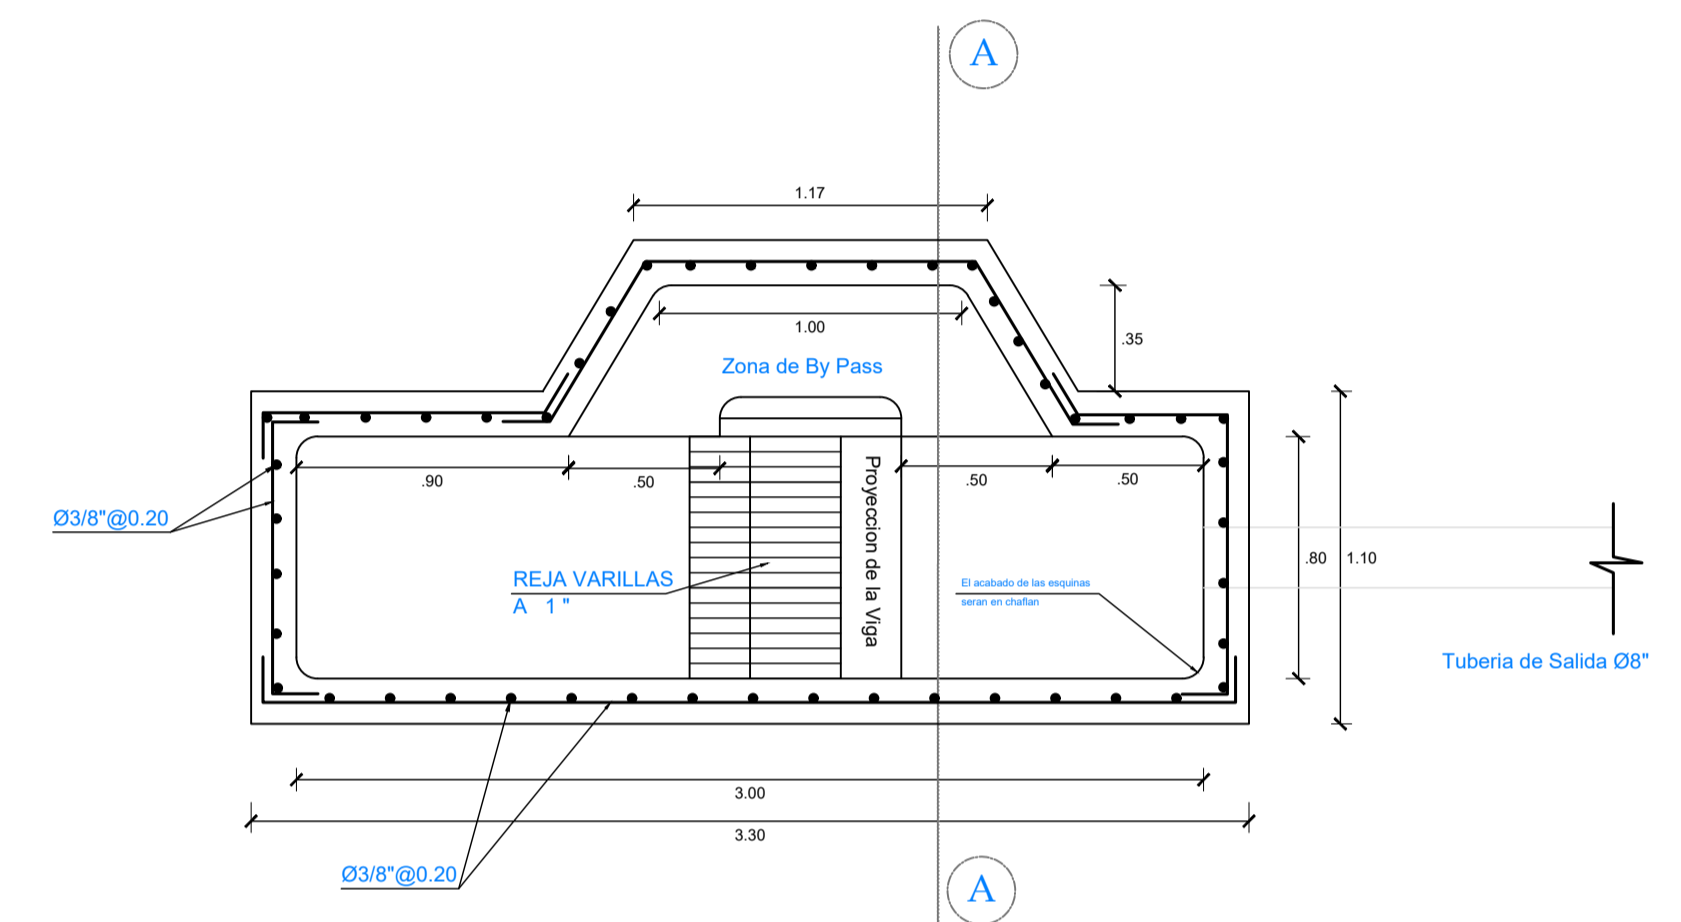 A
1.17
1.00
.35
Zona de By Pass
.90
.50
.50
.50
Proyeccion de la Viga
Ø3/8"@0.20
REJA VARILLAS
A 1 "
El acabado de las esquinas
seran en chaflan
.80
1.10
Tuberia de Salida Ø8"
3.00
3.30
Ø3/8"@0.20
A